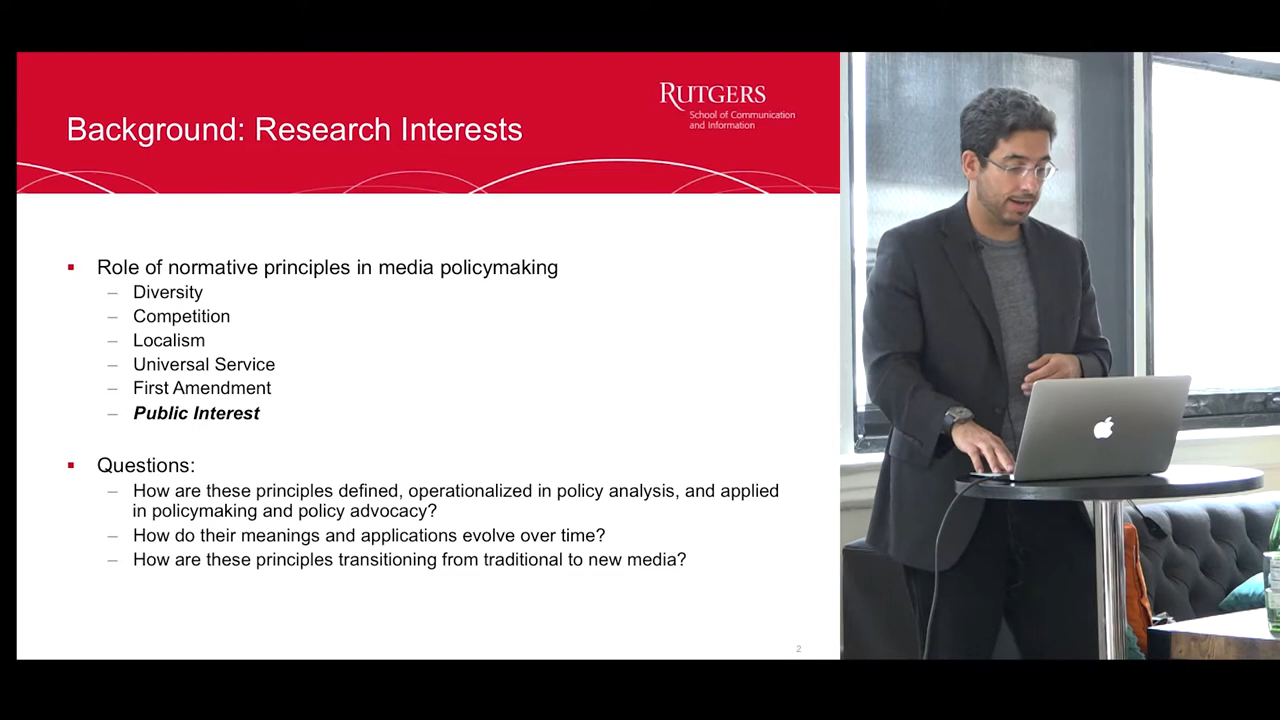 RUTGERS
School of Communication
and Information
Background: Research Interests
▪ Role of normative principles in media policymaking
– Diversity
– Competition
– Localism
– Universal Service
– First Amendment
– Public Interest
▪ Questions:
– How are these principles defined, operationalized in policy analysis, and applied
in policymaking and policy advocacy?
– How do their meanings and applications evolve over time?
– How are these principles transitioning from traditional to new media?
2